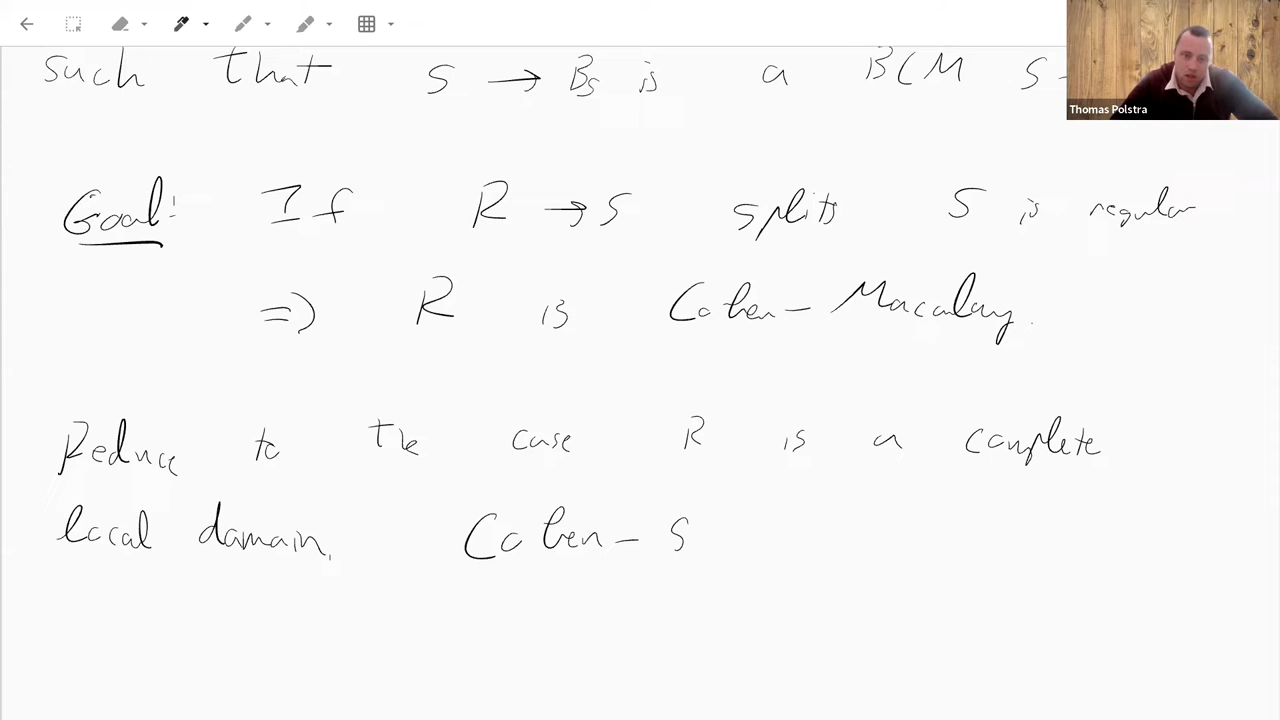 such that S → B_S is a BCM S-
Thomas Polstra
Goal: If R → S splits S is regular
=> R is Cohen-Macaulay.
Reduce to the case R is a complete
local domain. Cohen-S